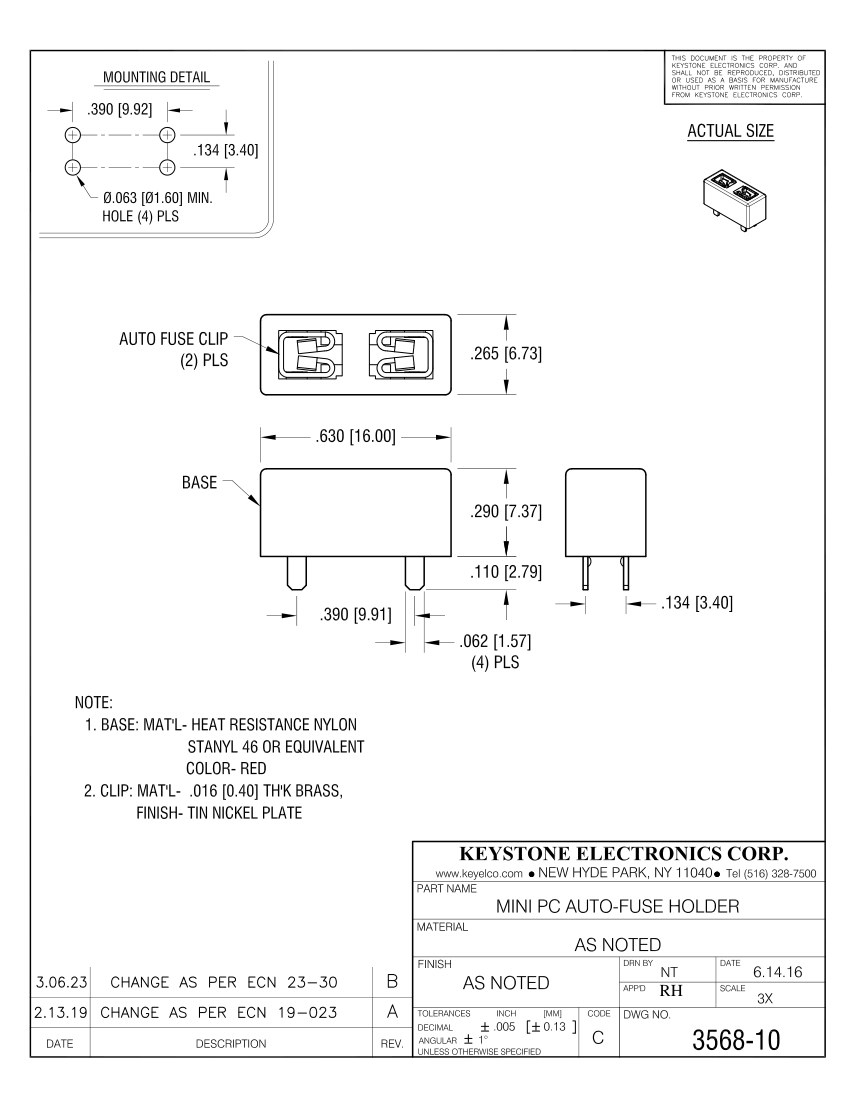 THIS DOCUMENT IS THE PROPERTY OF
KEYSTONE ELECTRONICS CORP. AND
SHALL NOT BE REPRODUCED, DISTRIBUTED
OR USED AS A BASIS FOR MANUFACTURE
WITHOUT PRIOR WRITTEN PERMISSION
FROM KEYSTONE ELECTRONICS CORP.
MOUNTING DETAIL
.390 [9.92]
.134 [3.40]
Ø.063 [Ø1.60] MIN.
HOLE (4) PLS
ACTUAL SIZE
AUTO FUSE CLIP
(2) PLS
.265 [6.73]
.630 [16.00]
BASE
.290 [7.37]
.110 [2.79]
.390 [9.91]
.134 [3.40]
.062 [1.57]
(4) PLS
NOTE:
1. BASE: MAT'L- HEAT RESISTANCE NYLON
STANYL 46 OR EQUIVALENT
COLOR- RED
2. CLIP: MAT'L- .016 [0.40] TH'K BRASS,
FINISH- TIN NICKEL PLATE
KEYSTONE ELECTRONICS CORP.
www.keyelco.com ● NEW HYDE PARK, NY 11040 ● Tel (516) 328-7500
PART NAME
MINI PC AUTO-FUSE HOLDER
MATERIAL
AS NOTED
FINISH
AS NOTED
DRN BY
NT
DATE
6.14.16
APP'D
RH
SCALE
3X
TOLERANCES INCH [MM]
DECIMAL ± .005 [± 0.13 ]
ANGULAR ± 1°
UNLESS OTHERWISE SPECIFIED
CODE
C
DWG NO.
3568-10
3.06.23 CHANGE AS PER ECN 23-30 B
2.13.19 CHANGE AS PER ECN 19-023 A
DATE DESCRIPTION REV.